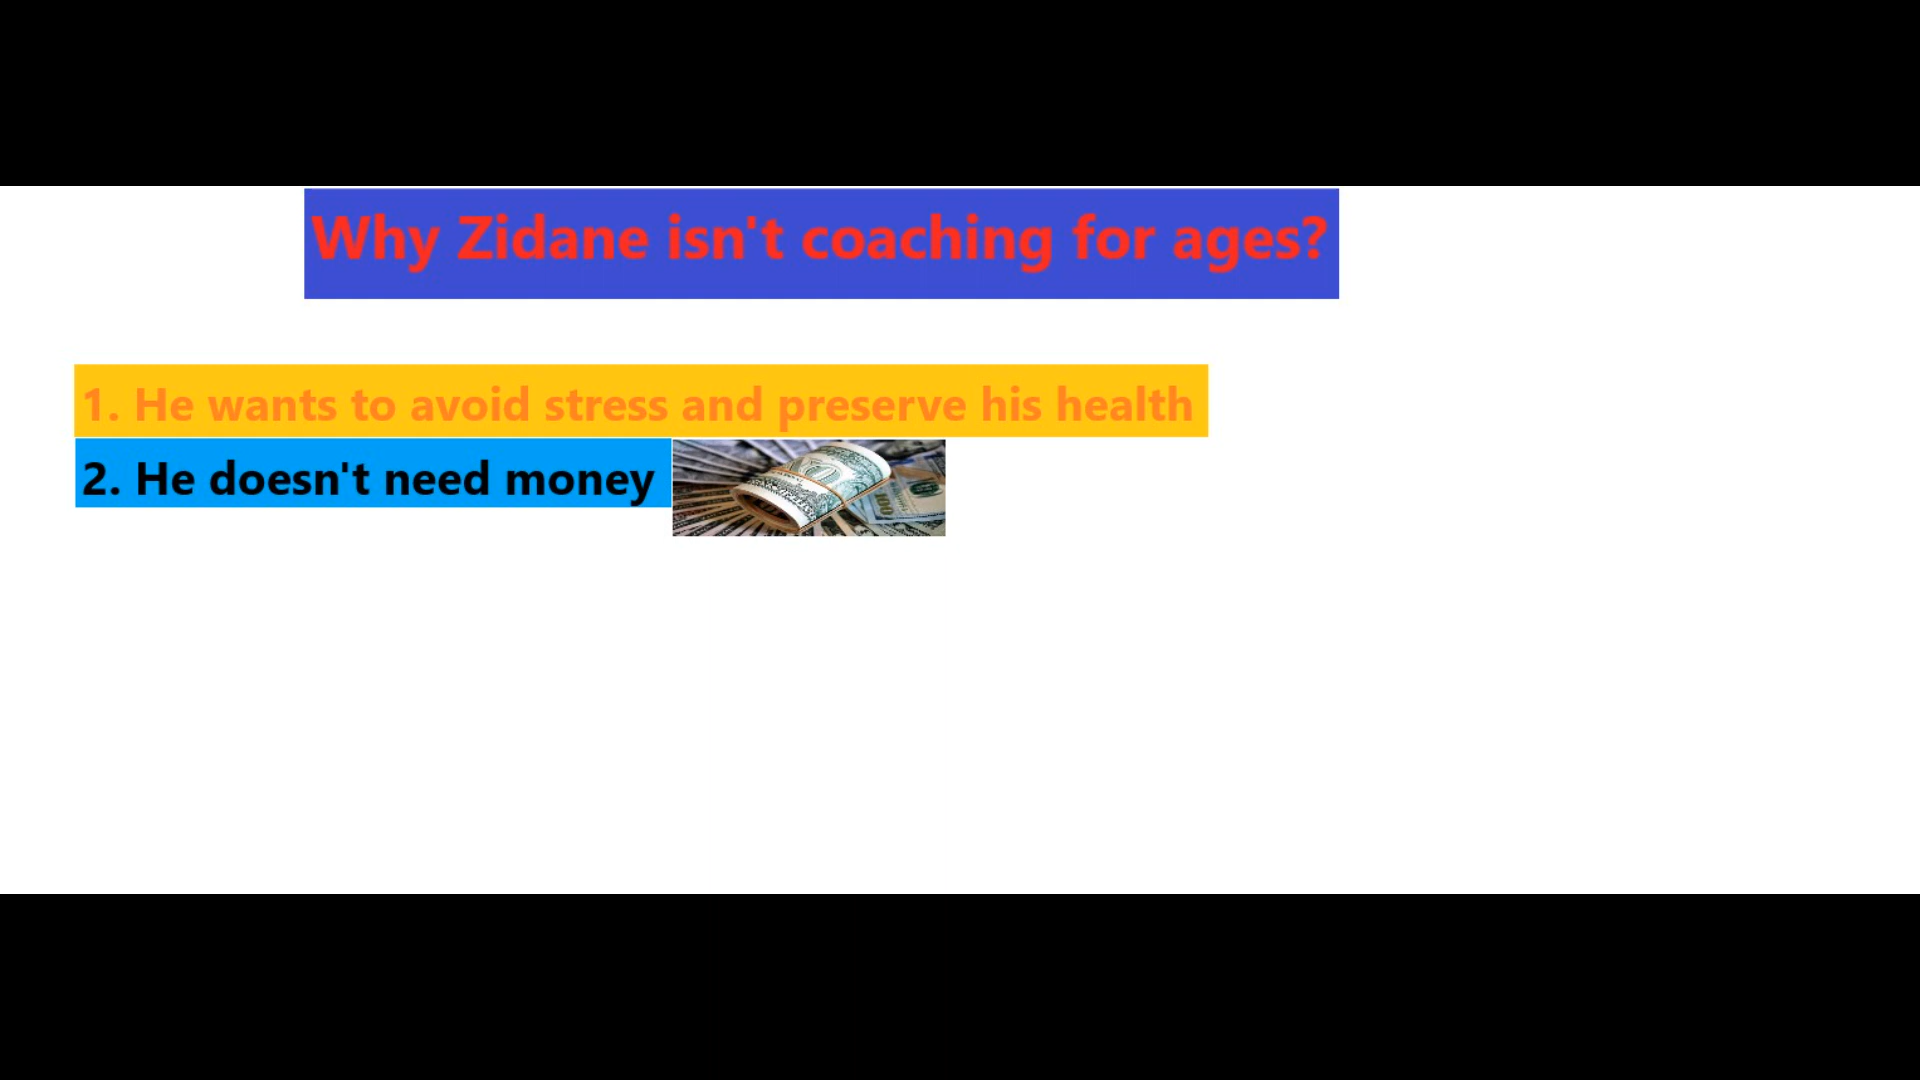 Why Zidane isn't coaching for ages?
1. He wants to avoid stress and preserve his health
2. He doesn't need money